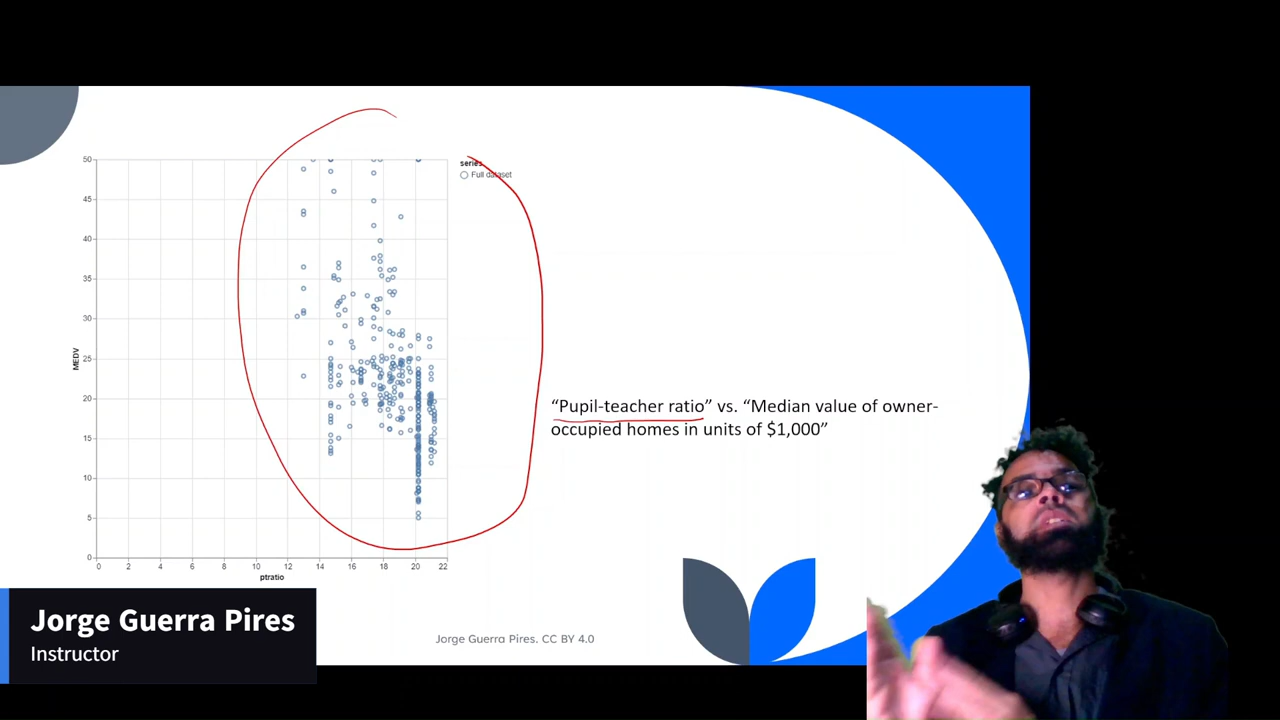 50
45
40
35
30
25
20
15
10
5
0
MEDV
0 2 4 6 8 10 12 14 16 18 20 22
ptratio
series
Full dataset
“Pupil-teacher ratio” vs. “Median value of owner-
occupied homes in units of $1,000”
Jorge Guerra Pires
Instructor
Jorge Guerra Pires. CC BY 4.0